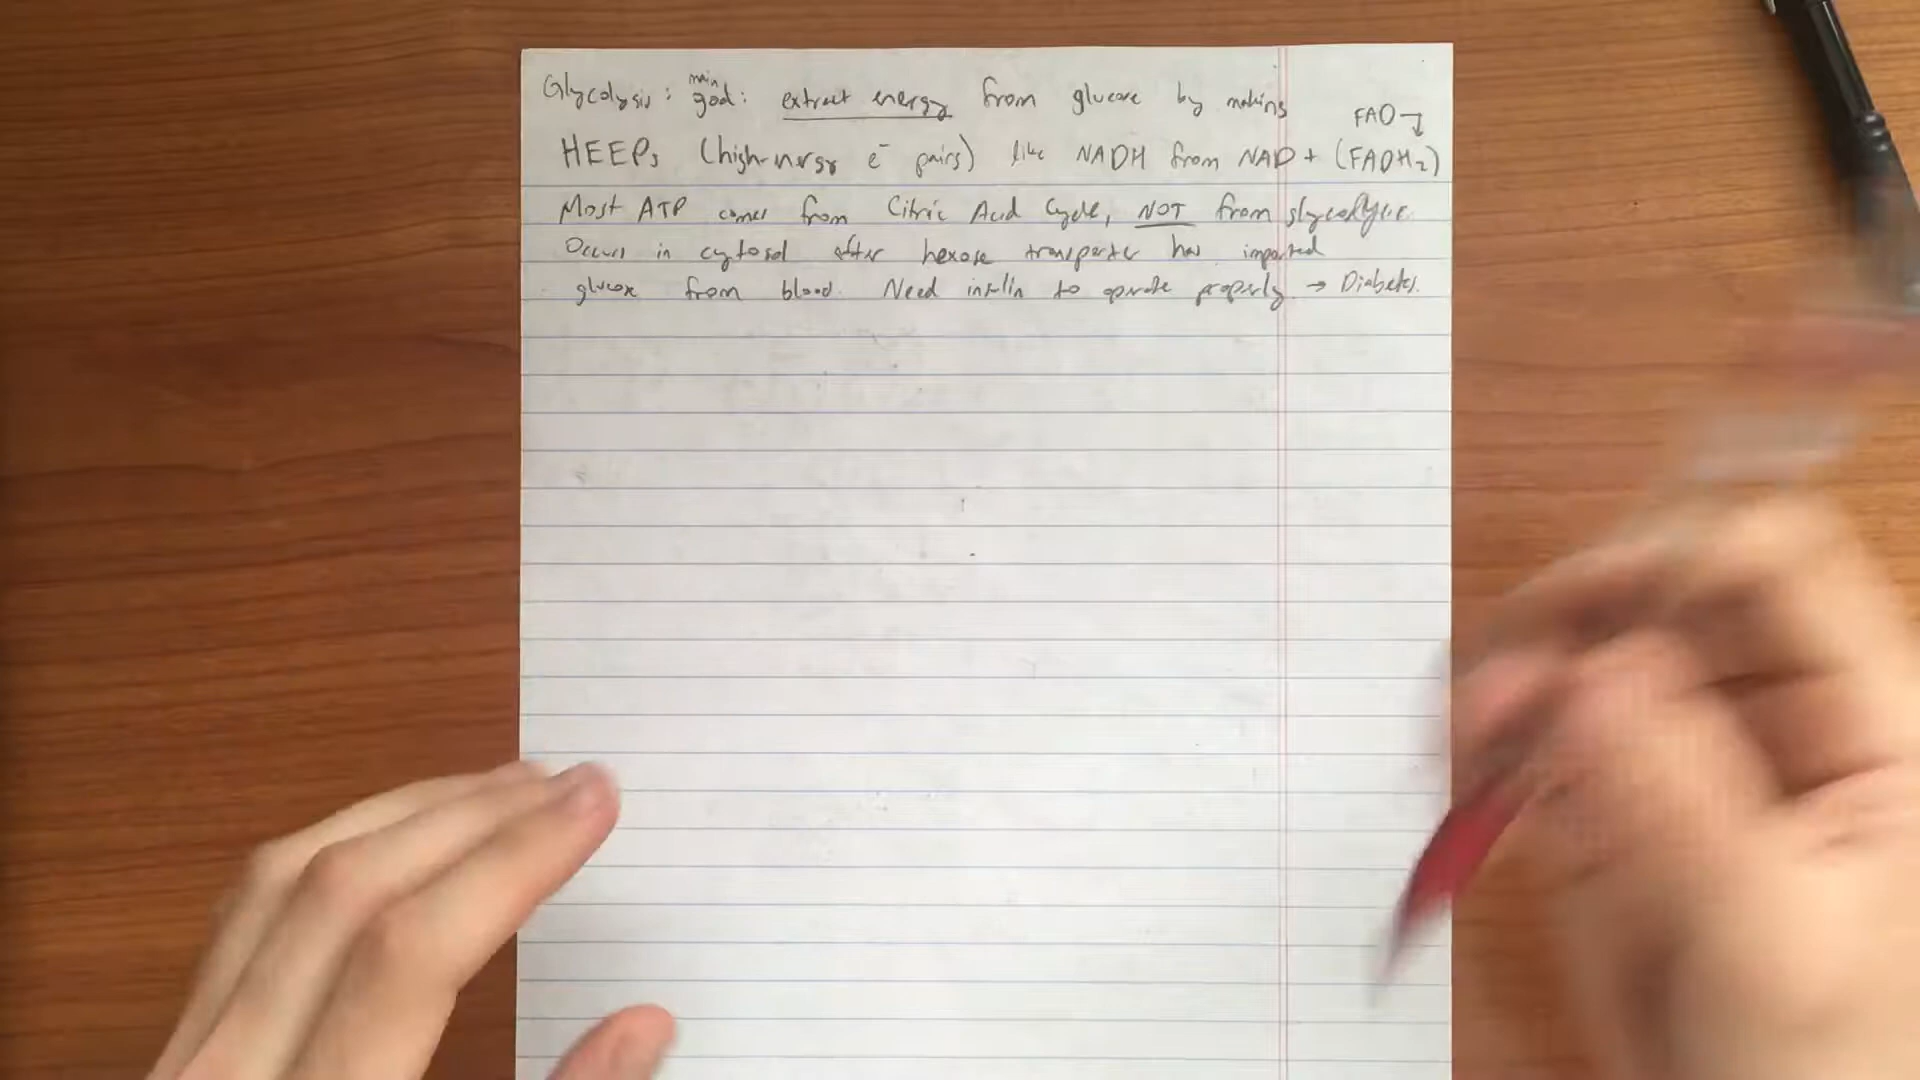 Glycolysis: main goal: extract energy from glucose by making
HEEPs (high-nergy e⁻ pairs) like NADH from NAD+ (FADH₂)
FAD
Most ATP comes from Citric Acid Cycle, NOT from glycolysis.
Occurs in cytosol after hexose transporter has imported
glucose from blood. Need insulin to operate properly → Diabetes.